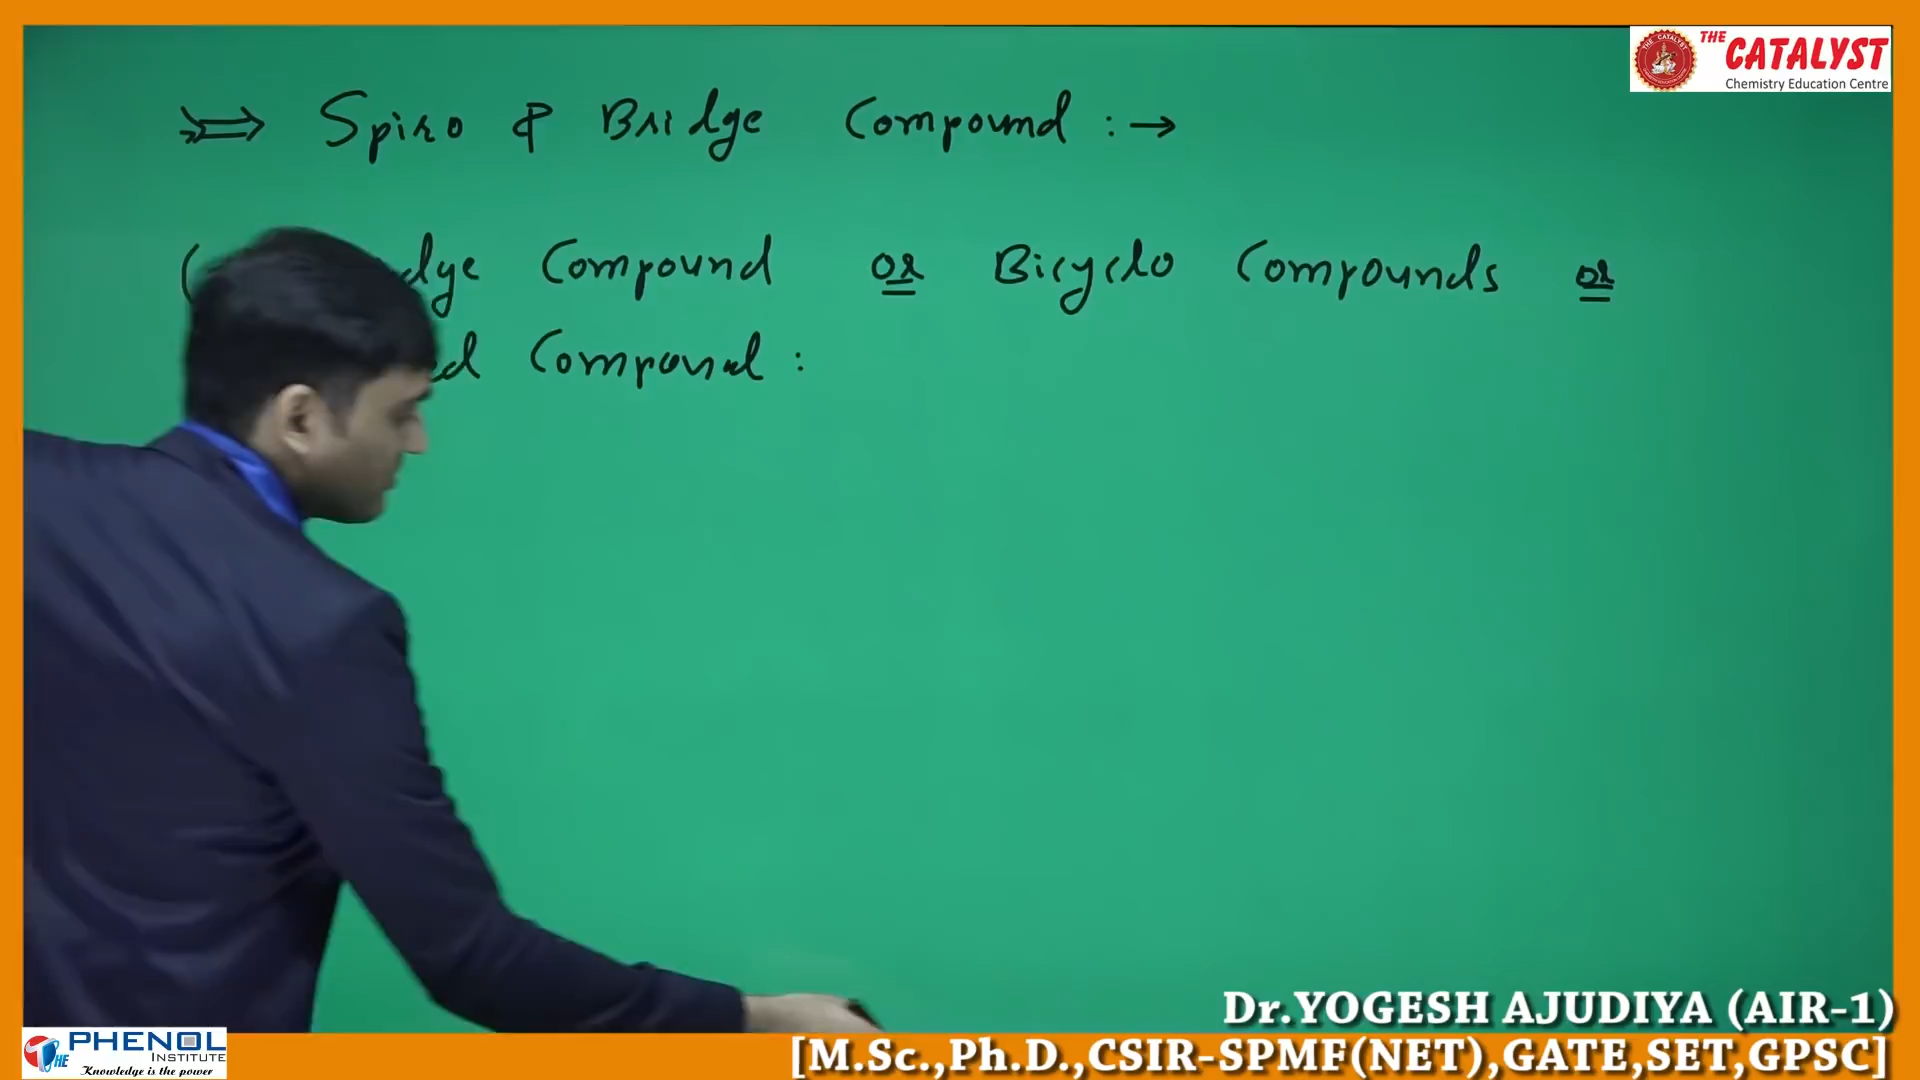 THE CATALYST
Chemistry Education Centre
⇒ Spiro & Bridge Compound : →
( Compound or Bicyclo Compounds or
Compound :
Dr.YOGESH AJUDIYA (AIR-1)
[M.Sc.,Ph.D.,CSIR-SPMF(NET),GATE,SET,GPSC]
THE PHENOL
INSTITUTE
Knowledge is the power